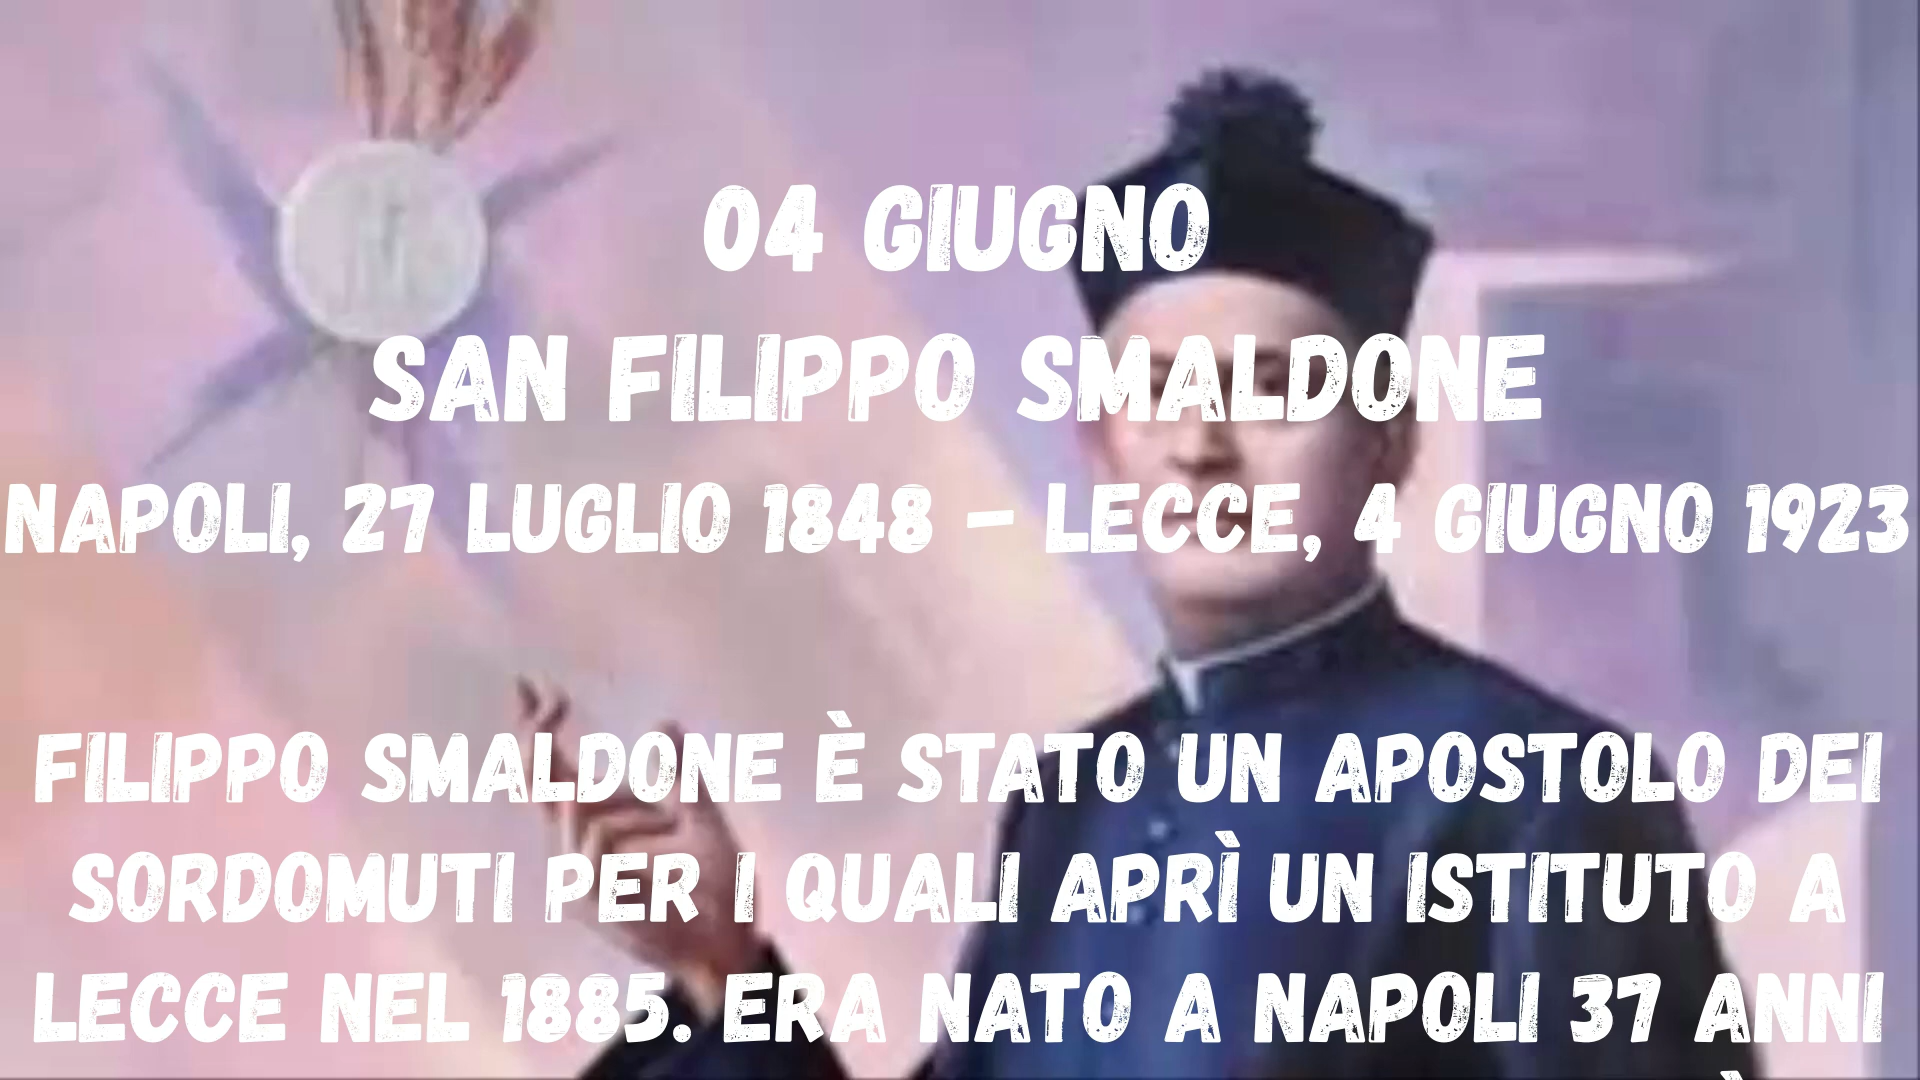 04 GIUGNO
SAN FILIPPO SMALDONE
NAPOLI, 27 LUGLIO 1848 - LECCE, 4 GIUGNO 1923
FILIPPO SMALDONE È STATO UN APOSTOLO DEI
SORDOMUTI PER I QUALI APRÌ UN ISTITUTO A
LECCE NEL 1885. ERA NATO A NAPOLI 37 ANNI